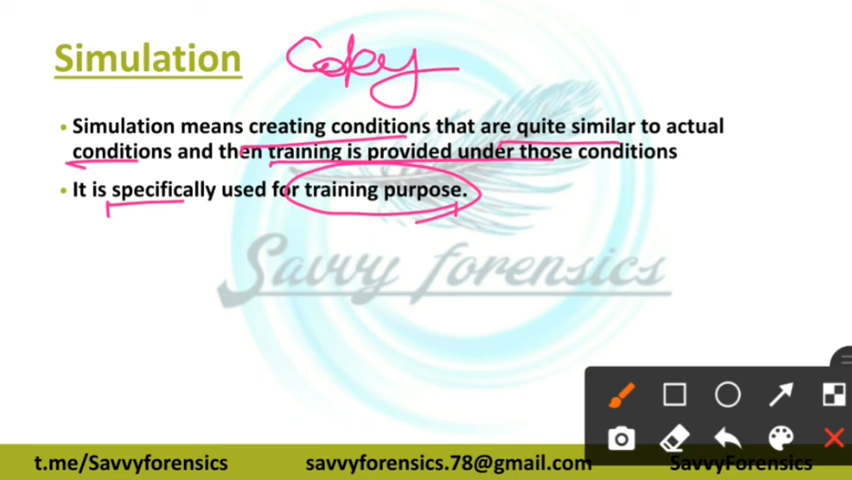 Simulation
Copy
• Simulation means creating conditions that are quite similar to actual
conditions and then training is provided under those conditions
• It is specifically used for training purpose.
Savvy forensics
t.me/Savvyforensics savvyforensics.78@gmail.com SavvyForensics